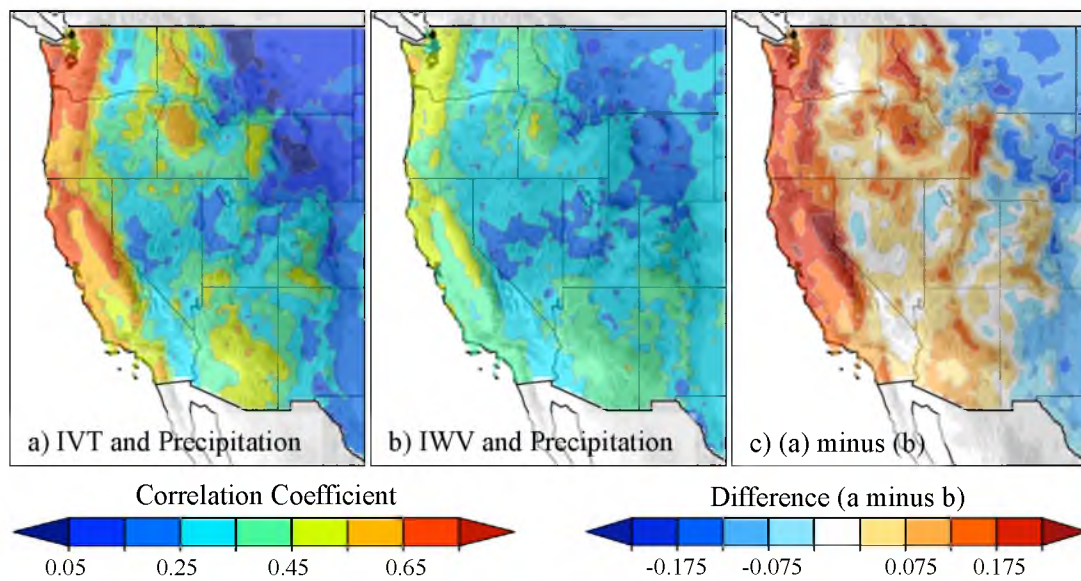 a) IVT and Precipitation
b) IWV and Precipitation
c) (a) minus (b)
Correlation Coefficient
Difference (a minus b)
0.05 0.25 0.45 0.65
-0.175 -0.075 0.075 0.175